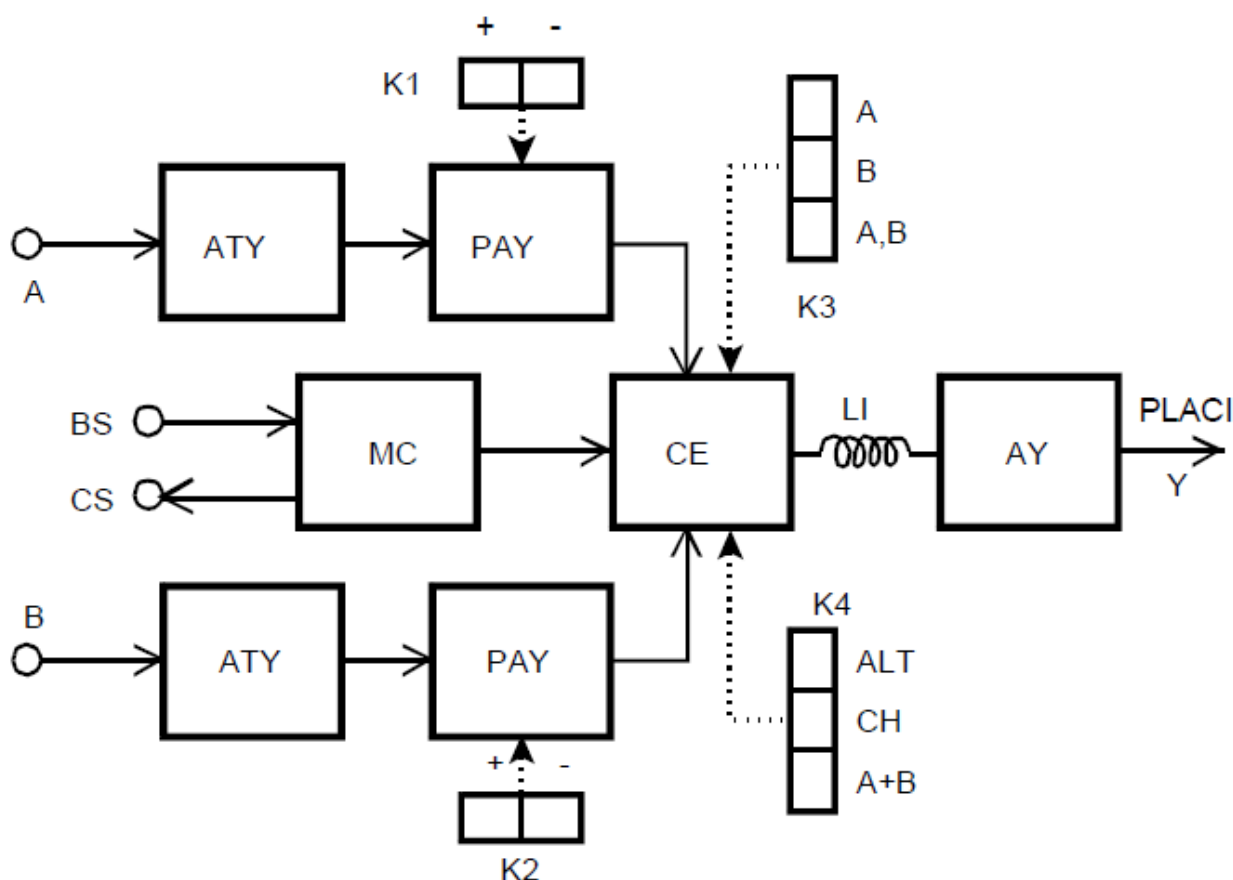 + -
K1
A
B
A,B
K3
ATY
PAY
A
BS
CS
MC
CE
LI
AY
PLACI
Y
B
ATY
PAY
+ -
K2
K4
ALT
CH
A+B